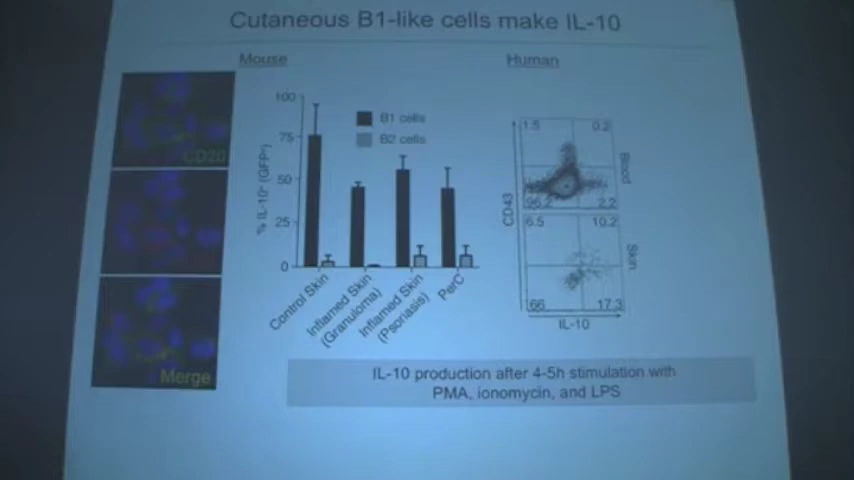 Cutaneous B1-like cells make IL-10
Mouse
Human
CD20
Merge
% IL-10⁺ (GFP⁺)
100
75
50
25
0
B1 cells
B2 cells
Control Skin
Inflamed Skin
(Granuloma)
Inflamed Skin
(Psoriasis)
PerC
CD43
1.5
0.2
96.2
2.2
Blood
6.5
10.2
66
17.3
Skin
IL-10
IL-10 production after 4-5h stimulation with
PMA, ionomycin, and LPS